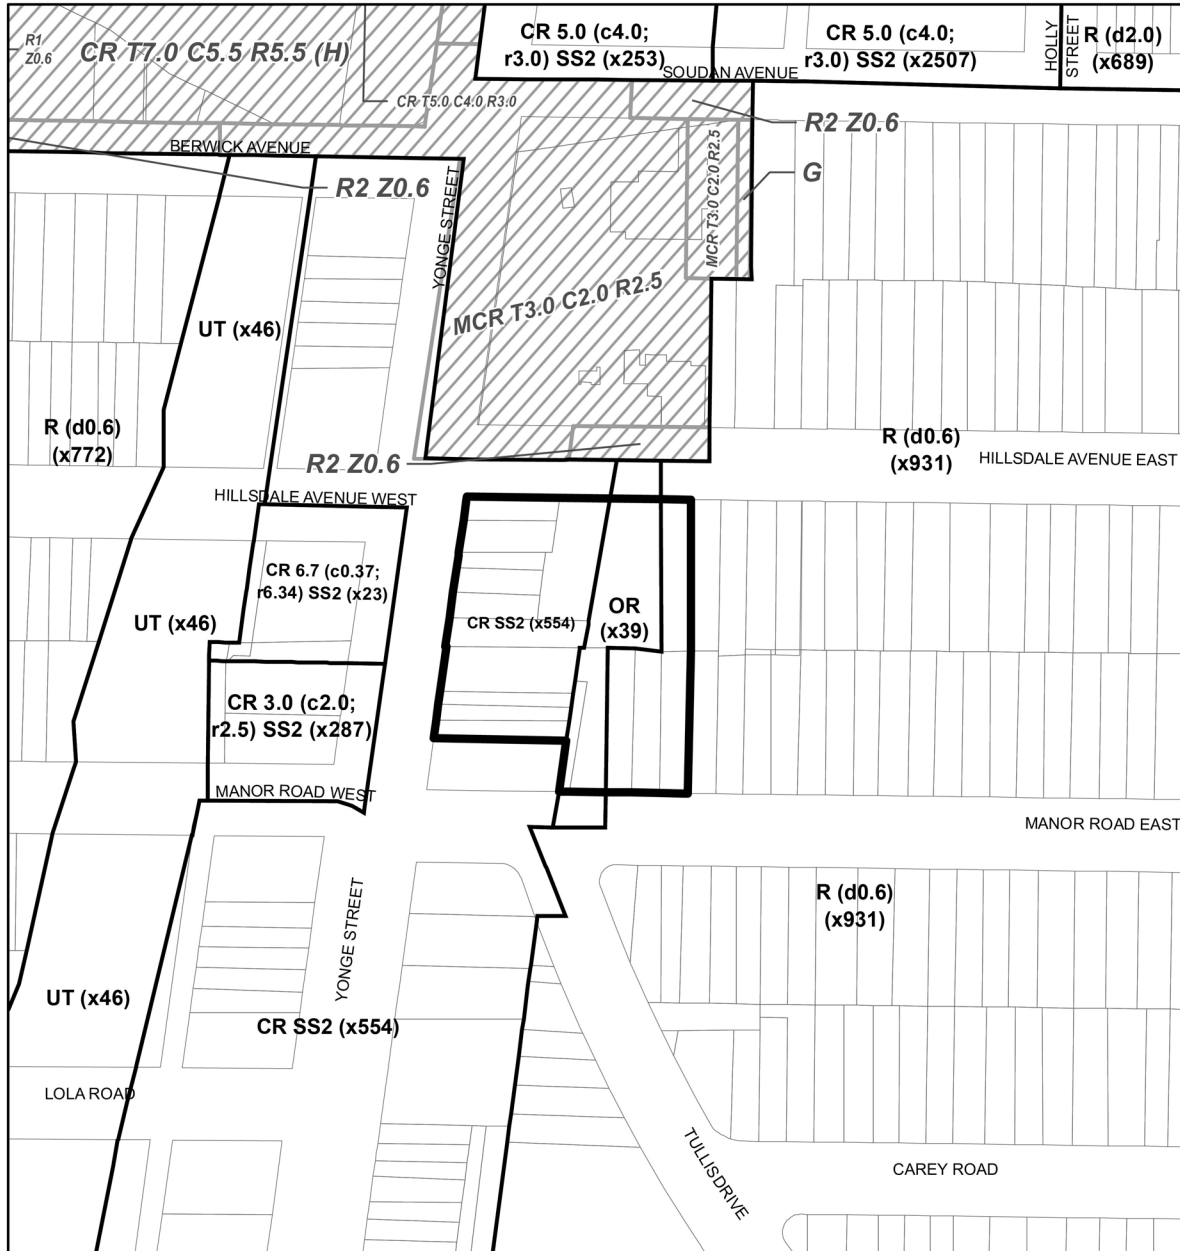 CR 5.0 (c4.0;
r3.0) SS2 (x253)
CR 5.0 (c4.0;
r3.0) SS2 (x2507)
HOLLY
STREET
R (d2.0)
(x689)
R1
Z0.6
CR T7.0 C5.5 R5.5 (H)
SOUDAN AVENUE
CR T5.0 C4.0 R3.0
R2 Z0.6
BERWICK AVENUE
MCR T3.0 C2.0 R2.5
G
R2 Z0.6
YONGE STREET
MCR T3.0 C2.0 R2.5
UT (x46)
R (d0.6)
(x772)
R (d0.6)
(x931)
HILLSDALE AVENUE EAST
R2 Z0.6
HILLSDALE AVENUE WEST
CR 6.7 (c0.37;
r6.34) SS2 (x23)
UT (x46)
CR SS2 (x554)
OR
(x39)
CR 3.0 (c2.0;
r2.5) SS2 (x287)
MANOR ROAD WEST
MANOR ROAD EAST
R (d0.6)
(x931)
YONGE STREET
UT (x46)
CR SS2 (x554)
LOLA ROAD
TULLIS DRIVE
CAREY ROAD